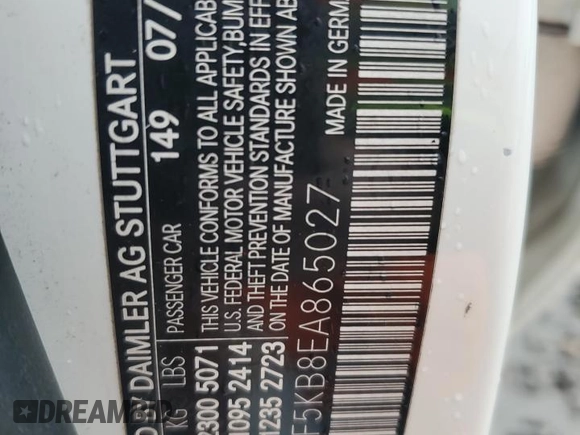 DAIMLER AG STUTTGART
149 07/
KG LBS PASSENGER CAR
2300 5071 THIS VEHICLE CONFORMS TO ALL APPLICAB
1095 2414 U.S. FEDERAL MOTOR VEHICLE SAFETY, BUM
1235 2723 AND THEFT PREVENTION STANDARDS IN EFF
ON THE DATE OF MANUFACTURE SHOWN AB
F5KB8EA865027 MADE IN GERM
DREAMBID